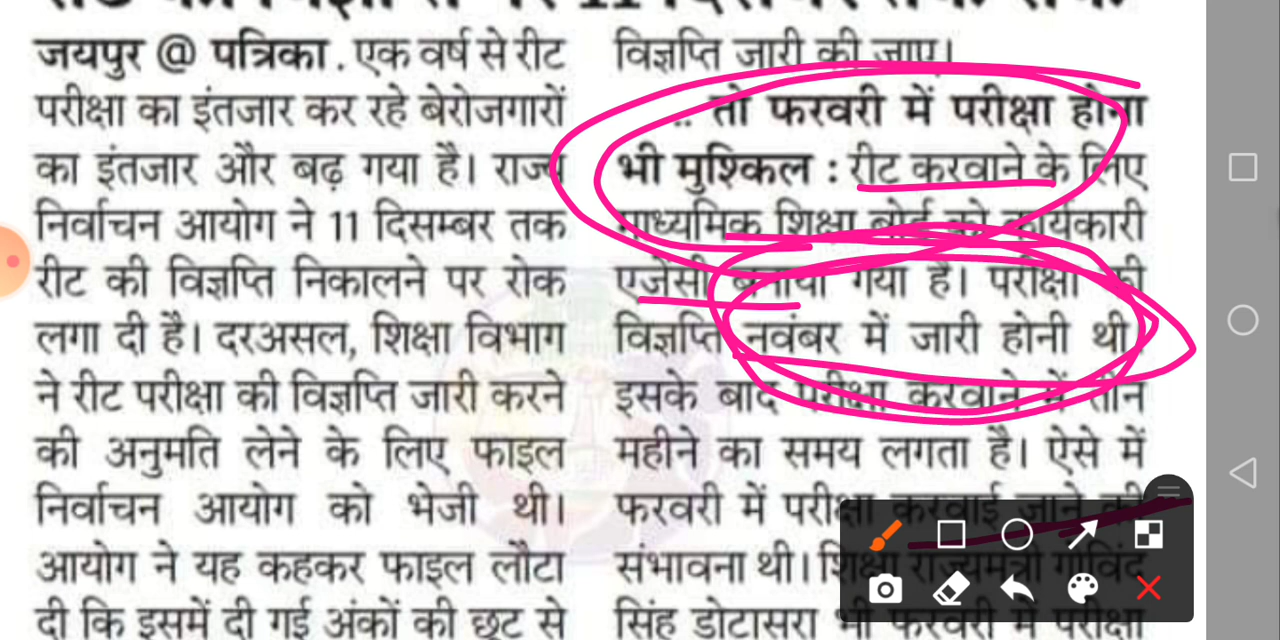 जयपुर @ पत्रिका. एक वर्ष से रीट
परीक्षा का इंतजार कर रहे बेरोजगारों
का इंतजार और बढ़ गया है। राज्य
निर्वाचन आयोग ने 11 दिसम्बर तक
रीट की विज्ञप्ति निकालने पर रोक
लगा दी है। दरअसल, शिक्षा विभाग
ने रीट परीक्षा की विज्ञप्ति जारी करने
की अनुमति लेने के लिए फाइल
निर्वाचन आयोग को भेजी थी।
आयोग ने यह कहकर फाइल लौटा
दी कि इसमें दी गई अंकों की छूट से
विज्ञप्ति जारी की जाए।
.. तो फरवरी में परीक्षा होना
भी मुश्किल : रीट करवाने के लिए
माध्यमिक शिक्षा बोर्ड को कार्यकारी
एजेंसी बनाया गया है। परीक्षा की
विज्ञप्ति नवंबर में जारी होनी थी
इसके बाद परीक्षा करवाने में तीन
महीने का समय लगता है। ऐसे में
फरवरी में परीक्षा करवाई जाने की
संभावना थी। शिक्षा राज्यमंत्री गोविंद
सिंह डोटासरा भी फरवरी में परीक्षा